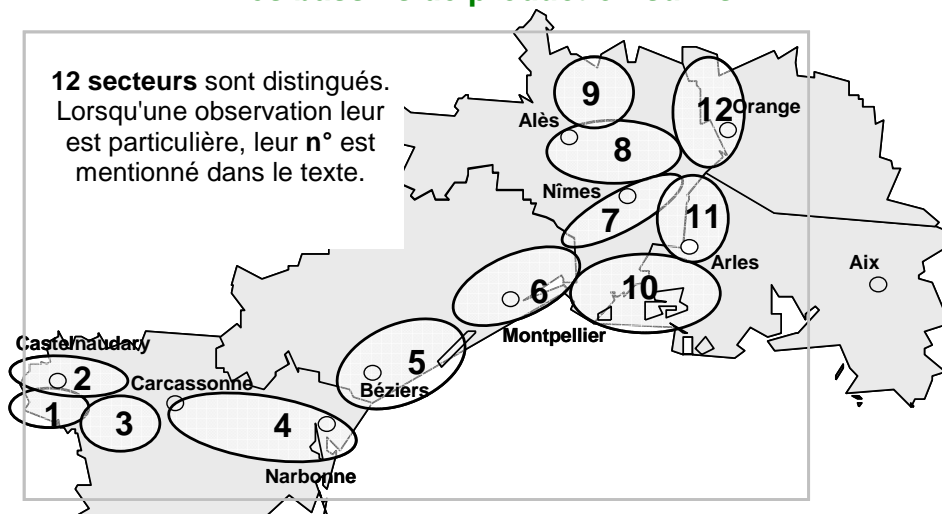 12 secteurs sont distingués.
Lorsqu'une observation leur
est particulière, leur n° est
mentionné dans le texte.
9
12
Orange
Alès
8
Nîmes
7
11
Arles
Aix
6
10
Montpellier
Castelnaudary
5
2
Carcassonne
Béziers
1
3
4
Narbonne